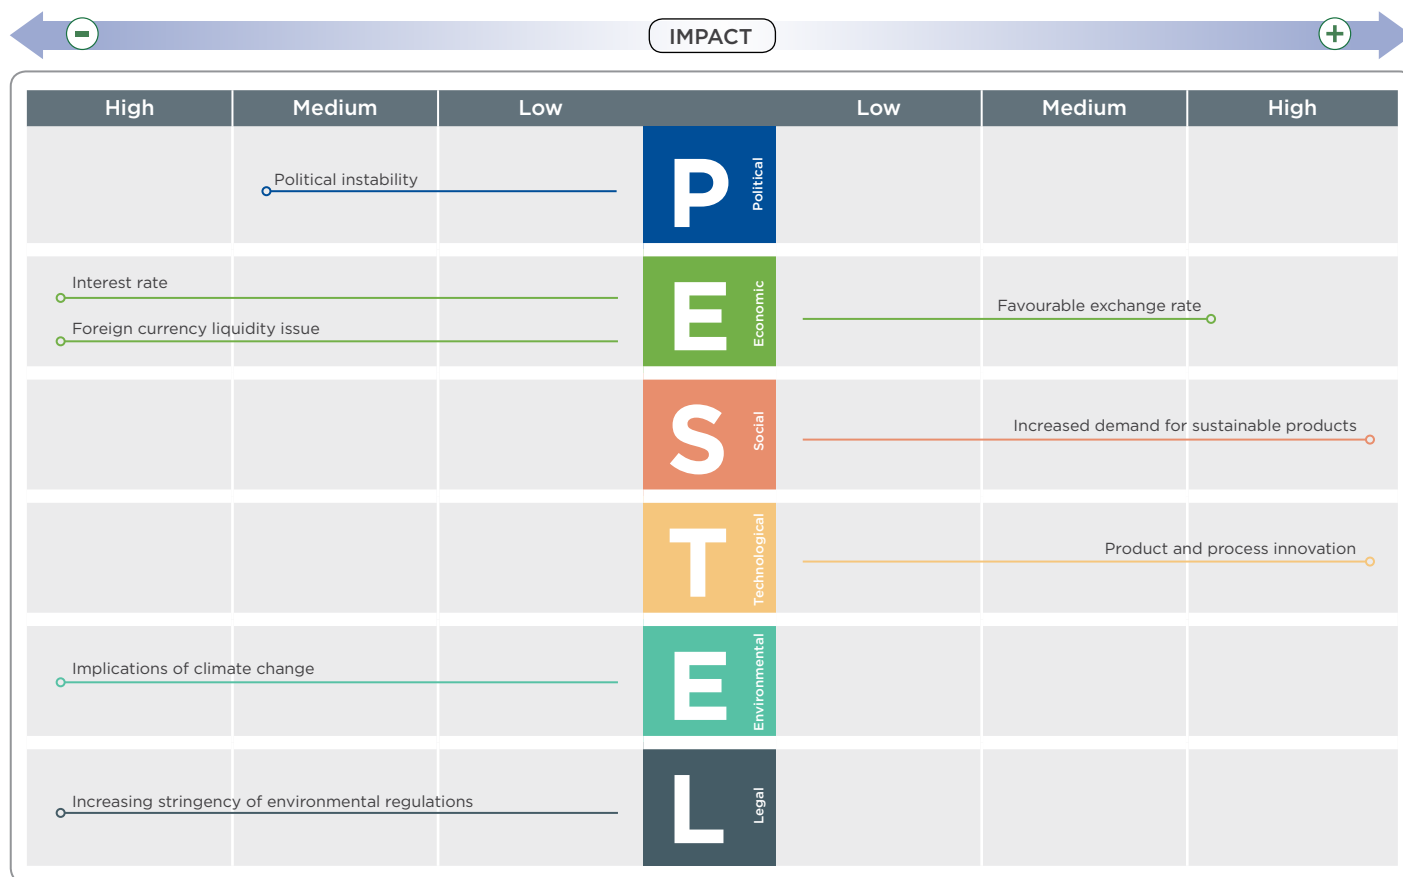 IMPACT
High Medium Low Low Medium High
Political instability
P
Political
Interest rate
Foreign currency liquidity issue
E
Economic
Favourable exchange rate
S
Social
Increased demand for sustainable products
T
Technological
Product and process innovation
Implications of climate change
E
Environmental
Increasing stringency of environmental regulations
L
Legal